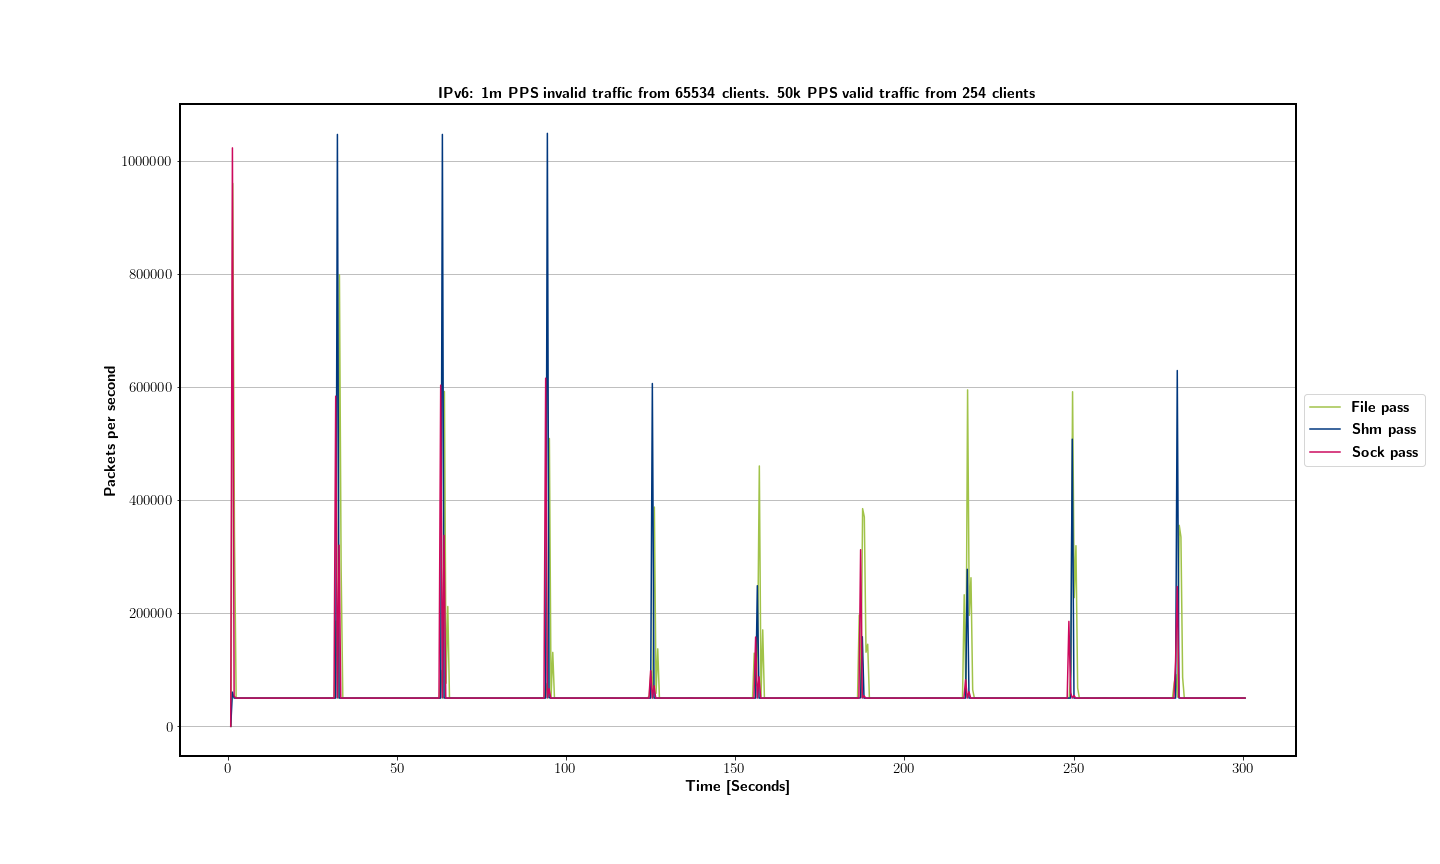 IPv6: 1m PPS invalid traffic from 65534 clients. 50k PPS valid traffic from 254 clients
1000000
800000
600000
400000
200000
0
Packets per second
0 50 100 150 200 250 300
Time [Seconds]
File pass
Shm pass
Sock pass